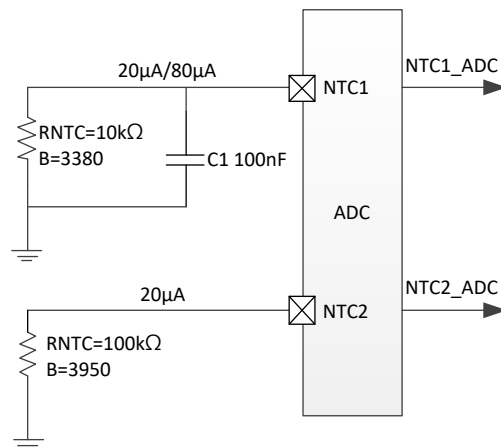 20μA/80μA
NTC1_ADC
NTC1
RNTC=10kΩ
B=3380
C1 100nF
ADC
20μA
NTC2_ADC
NTC2
RNTC=100kΩ
B=3950